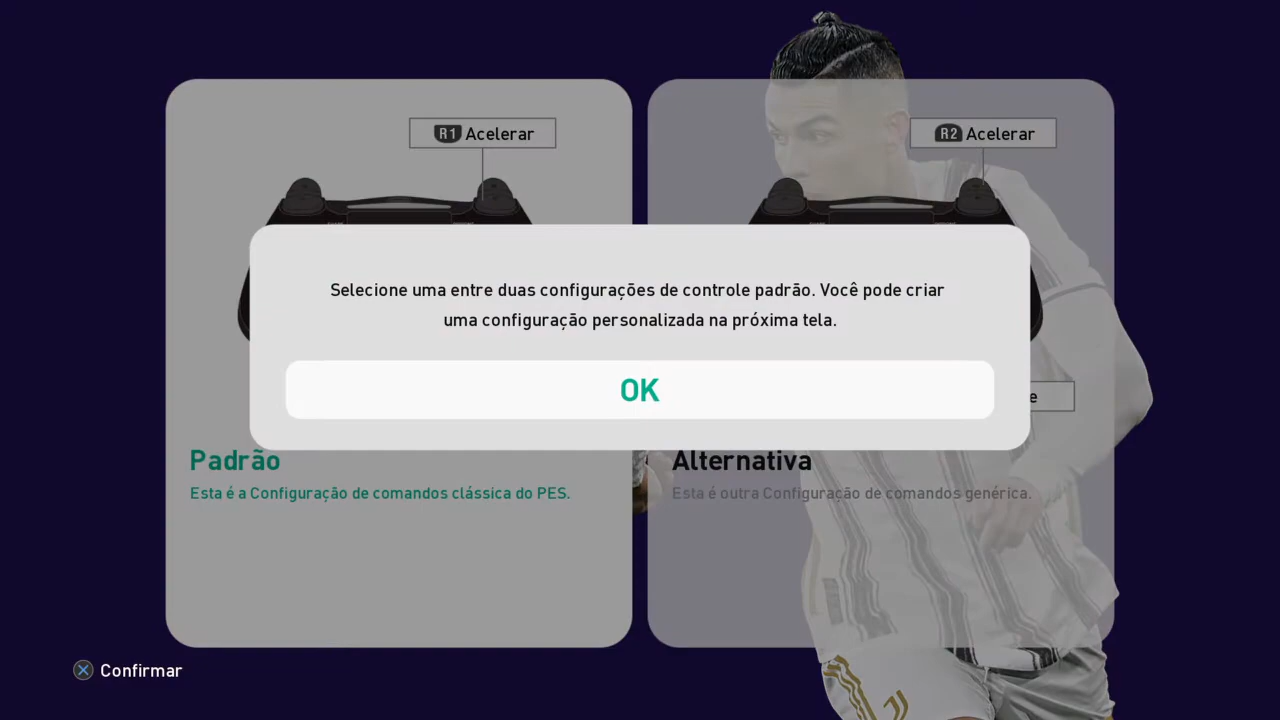 R1 Acelerar
R2 Acelerar
Selecione uma entre duas configurações de controle padrão. Você pode criar
uma configuração personalizada na próxima tela.
OK
Padrão
Esta é a Configuração de comandos clássica do PES.
Alternativa
Esta é outra Configuração de comandos genérica.
Confirmar